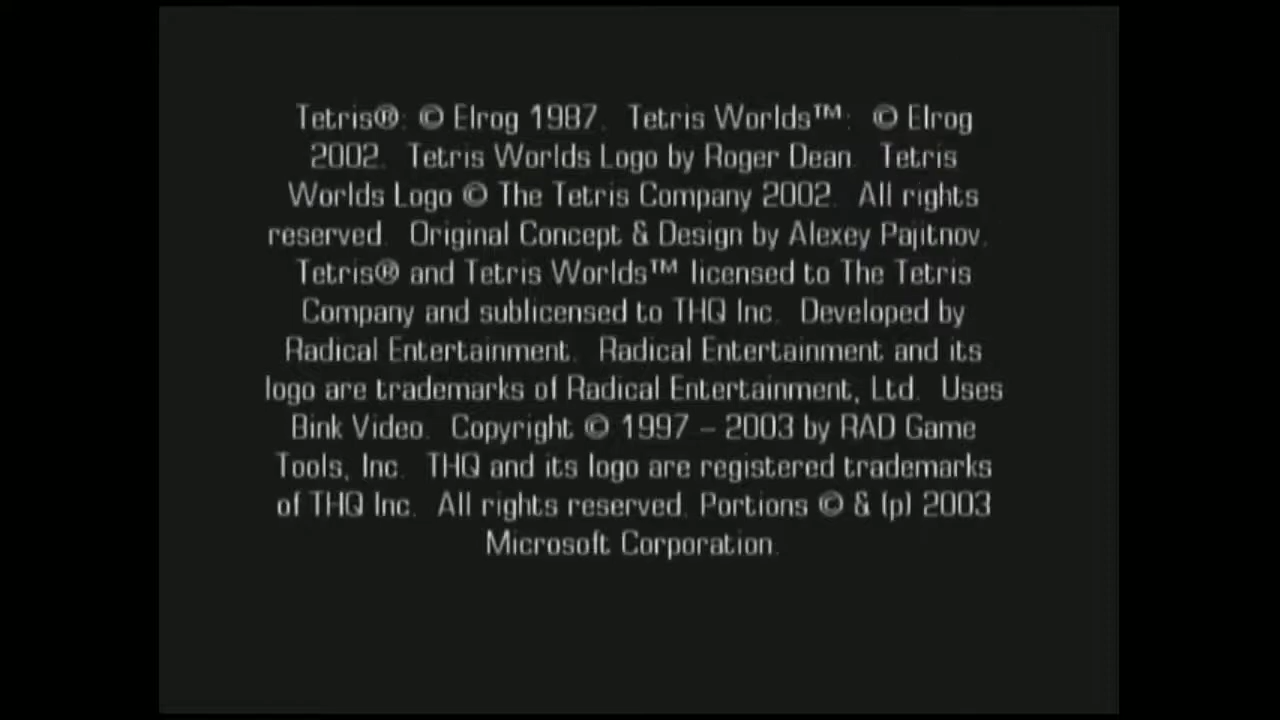 Tetris®: © Elrog 1987.  Tetris Worlds™:  © Elrog
2002.  Tetris Worlds Logo by Roger Dean.  Tetris
Worlds Logo © The Tetris Company 2002.  All rights
reserved.  Original Concept & Design by Alexey Pajitnov.
Tetris® and Tetris Worlds™ licensed to The Tetris
Company and sublicensed to THQ Inc.  Developed by
Radical Entertainment.  Radical Entertainment and its
logo are trademarks of Radical Entertainment, Ltd.  Uses
Bink Video.  Copyright © 1997 – 2003 by RAD Game
Tools, Inc.  THQ and its logo are registered trademarks
of THQ Inc.  All rights reserved. Portions © & (p) 2003
Microsoft Corporation.